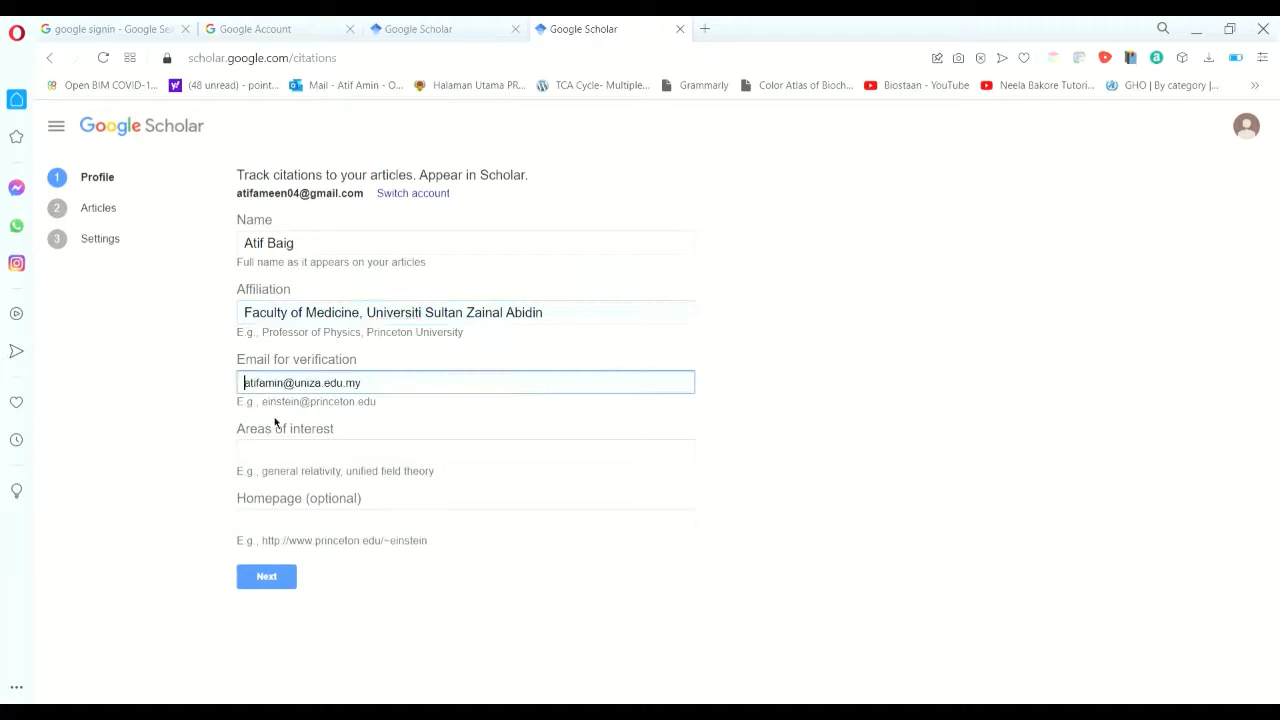 google signin - Google Se
Google Account
Google Scholar
Google Scholar
scholar.google.com/citations
Open BIM COVID-1...
(48 unread) - point...
Mail - Atif Amin - O...
Halaman Utama PR...
TCA Cycle- Multiple...
Grammarly
Color Atlas of Bioch...
Biostaan - YouTube
Neela Bakore Tutori...
GHO | By category |...
Google Scholar
1 Profile
2 Articles
3 Settings
Track citations to your articles. Appear in Scholar.
atifameen04@gmail.com Switch account
Name
Atif Baig
Full name as it appears on your articles
Affiliation
Faculty of Medicine, Universiti Sultan Zainal Abidin
E.g., Professor of Physics, Princeton University
Email for verification
atifamin@uniza.edu.my
E.g., einstein@princeton.edu
Areas of interest
E.g., general relativity, unified field theory
Homepage (optional)
E.g., http://www.princeton.edu/~einstein
Next